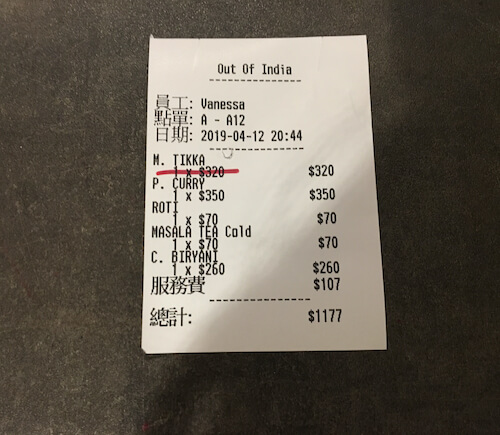 Out Of India
--------------------
員工: Vanessa
點單: A - A12
日期: 2019-04-12 20:44
--------------------
M. TIKKA
1 x $320 $320
P. CURRY
1 x $350 $350
ROTI
1 x $70 $70
MASALA TEA Cold
1 x $70 $70
C. BIRYANI
1 x $260 $260
服務費 $107
--------------------
總計: $1177